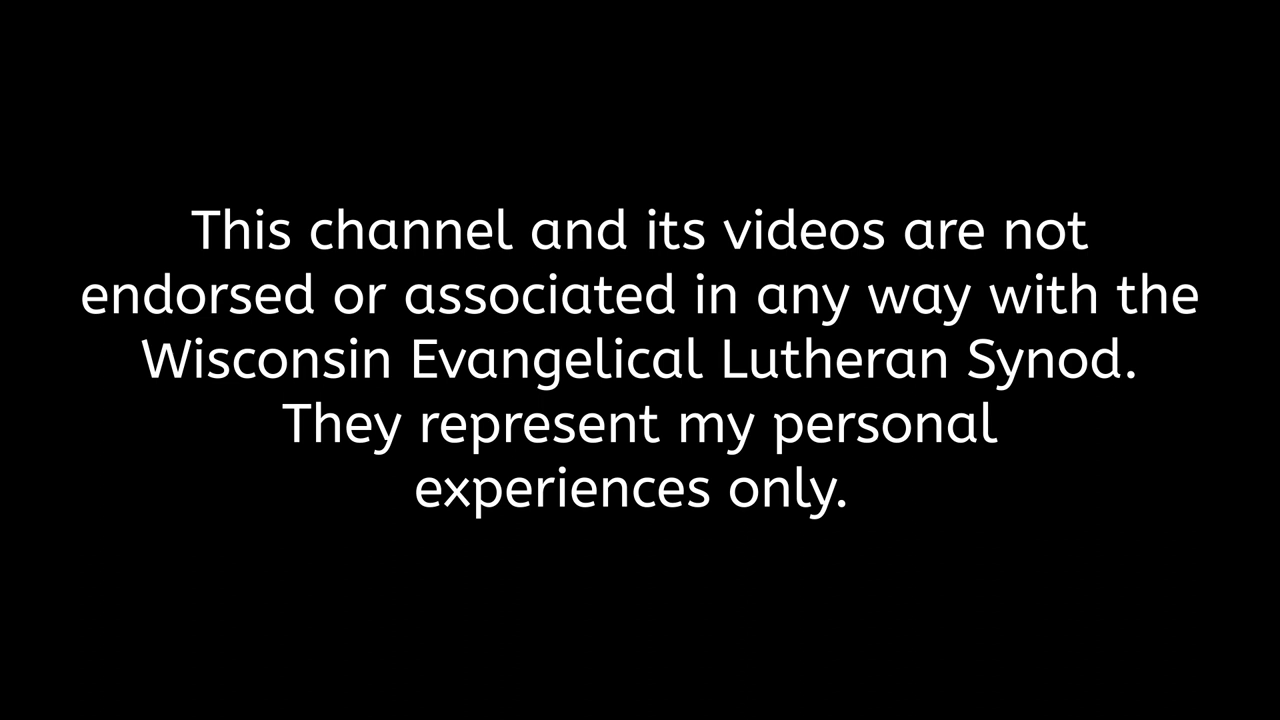 This channel and its videos are not
endorsed or associated in any way with the
Wisconsin Evangelical Lutheran Synod.
They represent my personal
experiences only.